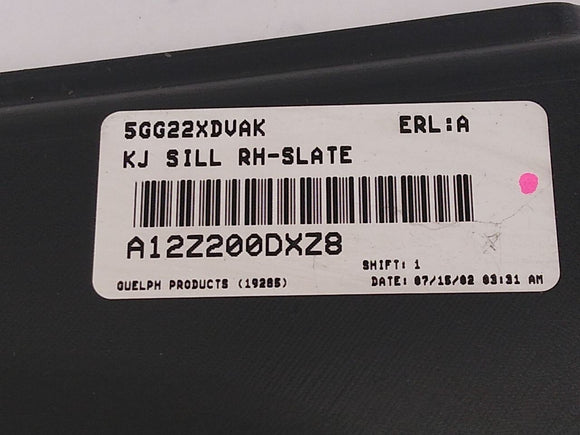 5GG22XDVAK ERL:A
KJ SILL RH-SLATE
A12Z200DXZ8
SHIFT: 1
GUELPH PRODUCTS (19285) DATE: 07/15/02 03:31 AM